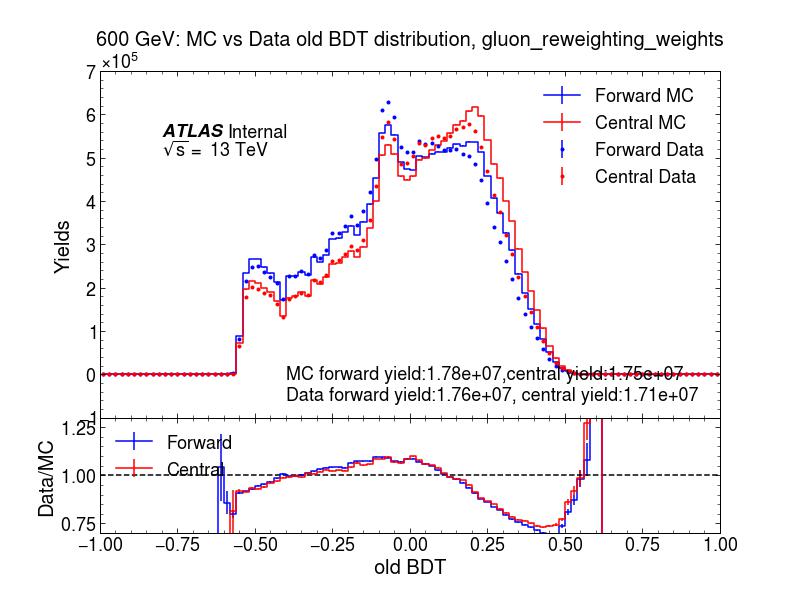 600 GeV: MC vs Data old BDT distribution, gluon_reweighting_weights
×10⁵
7
6
5
4
3
2
1
0
−1
Yields
ATLAS Internal
√s = 13 TeV
Forward MC
Central MC
Forward Data
Central Data
MC forward yield:1.78e+07,central yield:1.75e+07
Data forward yield:1.76e+07, central yield:1.71e+07
1.25
1.00
0.75
Data/MC
Forward
Central
−1.00 −0.75 −0.50 −0.25 0.00 0.25 0.50 0.75 1.00
old BDT